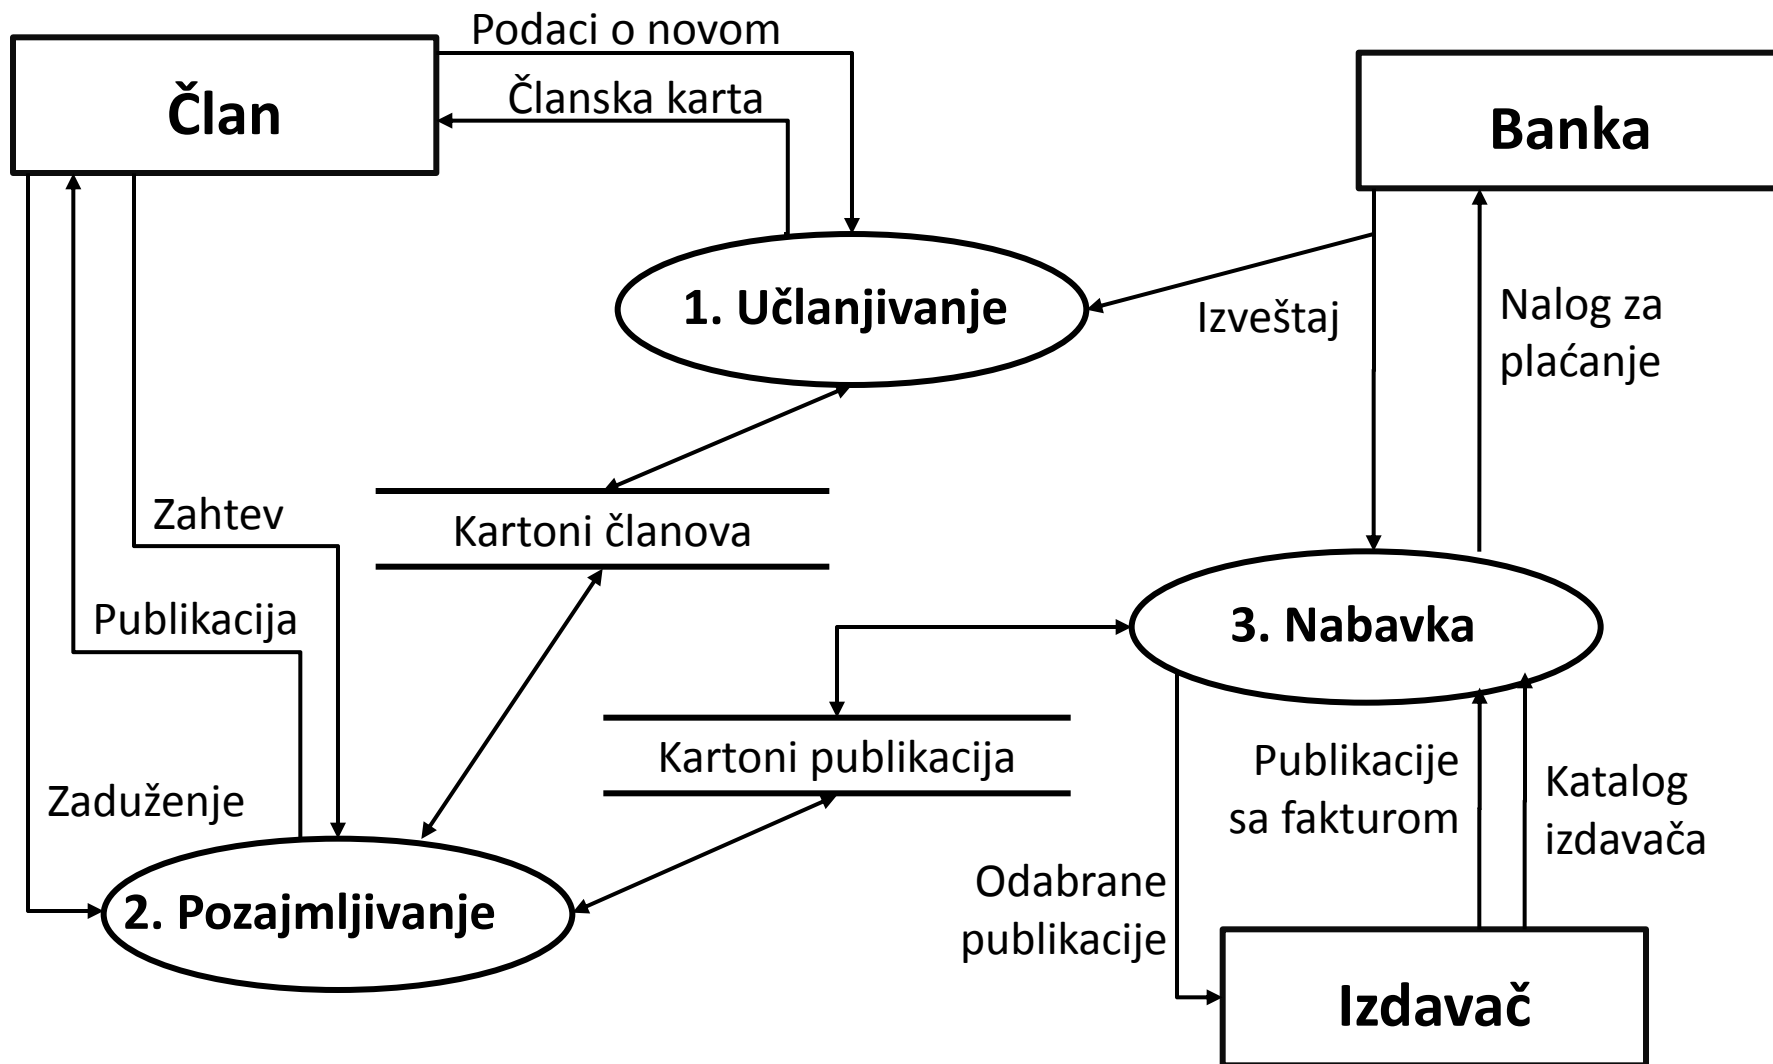 Podaci o novom
Član
Članska karta
Banka
1. Učlanjivanje
Izveštaj
Nalog za
plaćanje
Zahtev
Kartoni članova
Publikacija
3. Nabavka
Kartoni publikacija
Zaduženje
Publikacije
sa fakturom
Katalog
izdavača
2. Pozajmljivanje
Odabrane
publikacije
Izdavač